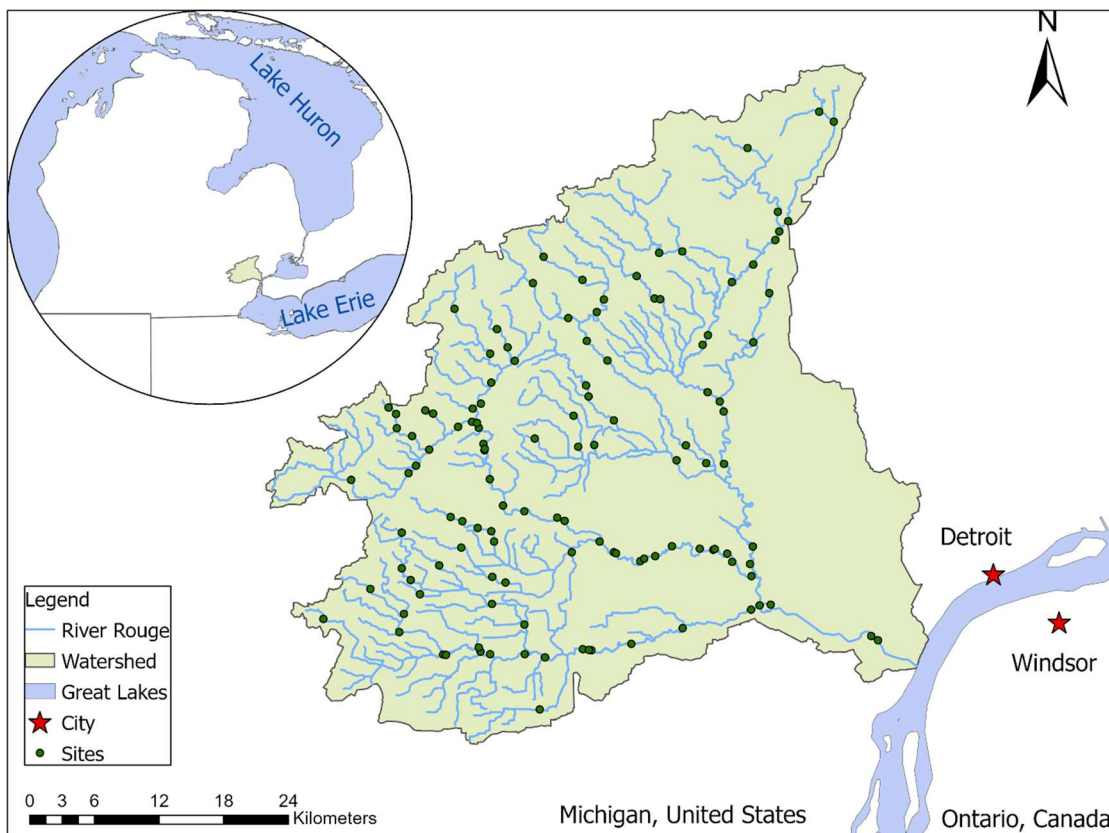 N
Lake Huron
Lake Erie
Detroit
Windsor
Legend
River Rouge
Watershed
Great Lakes
City
Sites
0 3 6 12 18 24
Kilometers
Michigan, United States
Ontario, Canada